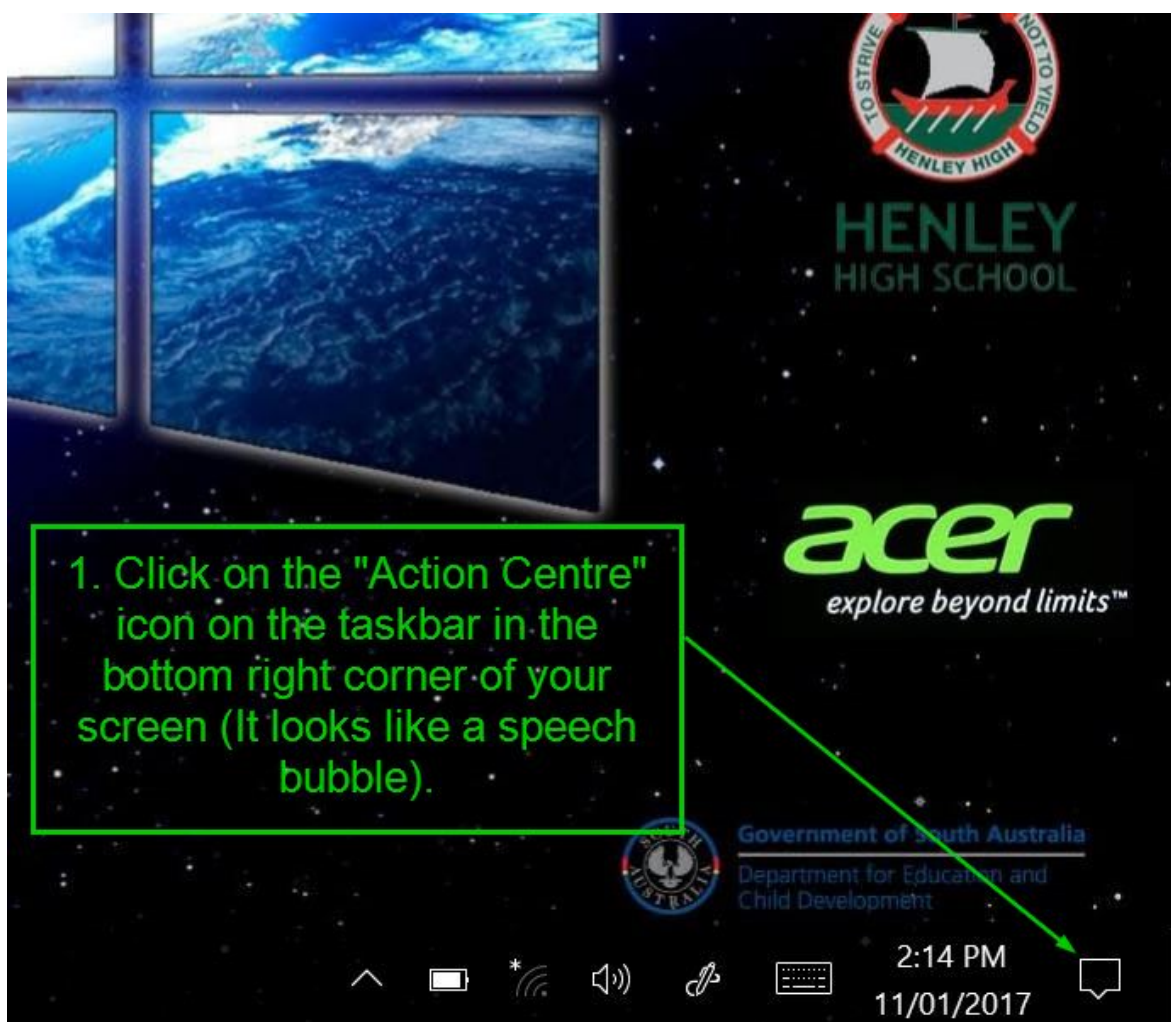 TO STRIVE NOT TO YIELD
HENLEY HIGH
HENLEY
HIGH SCHOOL
acer
explore beyond limits™
1. Click on the "Action Centre"
icon on the taskbar in the
bottom right corner of your
screen (It looks like a speech
bubble).
SOUTH
AUSTRALIA
Government of South Australia
Department for Education and
Child Development
2:14 PM
11/01/2017